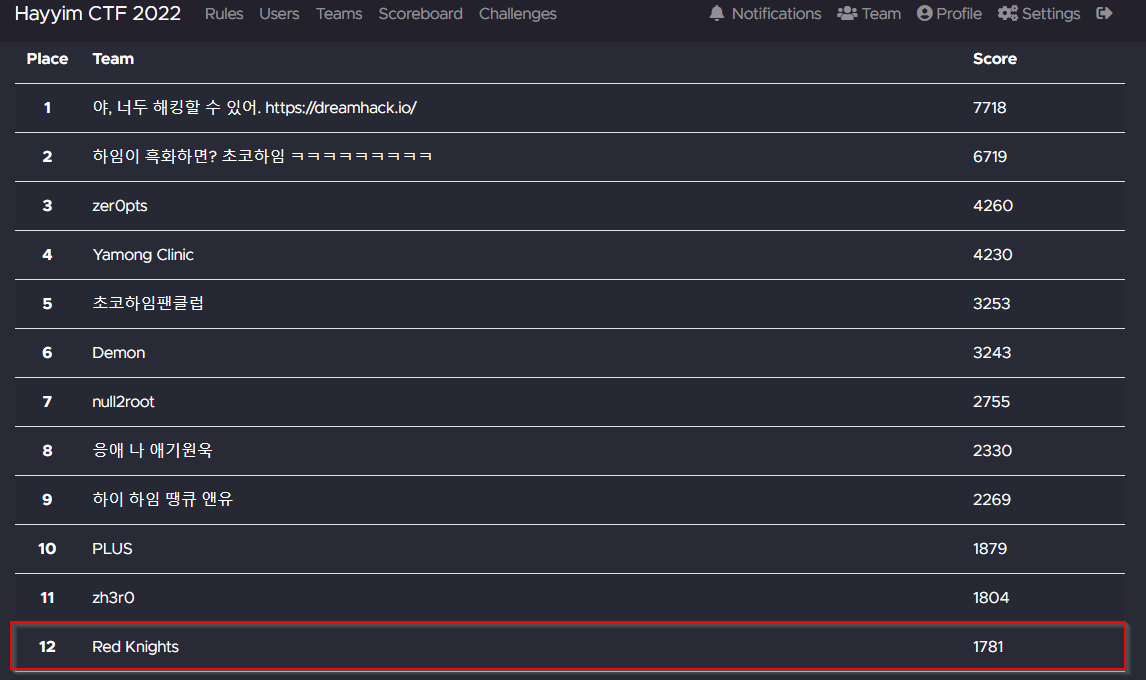 Hayyim CTF 2022 Rules Users Teams Scoreboard Challenges Notifications Team Profile Settings
Place Team Score
1 야, 너두 해킹할 수 있어. https://dreamhack.io/ 7718
2 하임이 흑화하면? 초코하임 ㅋㅋㅋㅋㅋㅋㅋㅋㅋ 6719
3 zer0pts 4260
4 Yamong Clinic 4230
5 초코하임팬클럽 3253
6 Demon 3243
7 null2root 2755
8 응애 나 애기원욱 2330
9 하이 하임 땡큐 앤유 2269
10 PLUS 1879
11 zh3r0 1804
12 Red Knights 1781